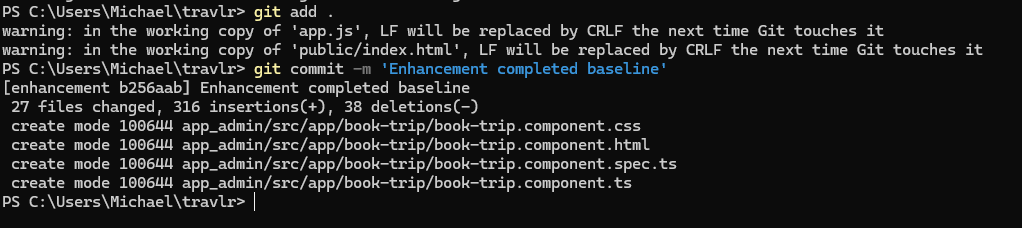 PS C:\Users\Michael\travlr> git add .
warning: in the working copy of 'app.js', LF will be replaced by CRLF the next time Git touches it
warning: in the working copy of 'public/index.html', LF will be replaced by CRLF the next time Git touches it
PS C:\Users\Michael\travlr> git commit -m 'Enhancement completed baseline'
[enhancement b256aab] Enhancement completed baseline
 27 files changed, 316 insertions(+), 38 deletions(-)
 create mode 100644 app_admin/src/app/book-trip/book-trip.component.css
 create mode 100644 app_admin/src/app/book-trip/book-trip.component.html
 create mode 100644 app_admin/src/app/book-trip/book-trip.component.spec.ts
 create mode 100644 app_admin/src/app/book-trip/book-trip.component.ts
PS C:\Users\Michael\travlr>